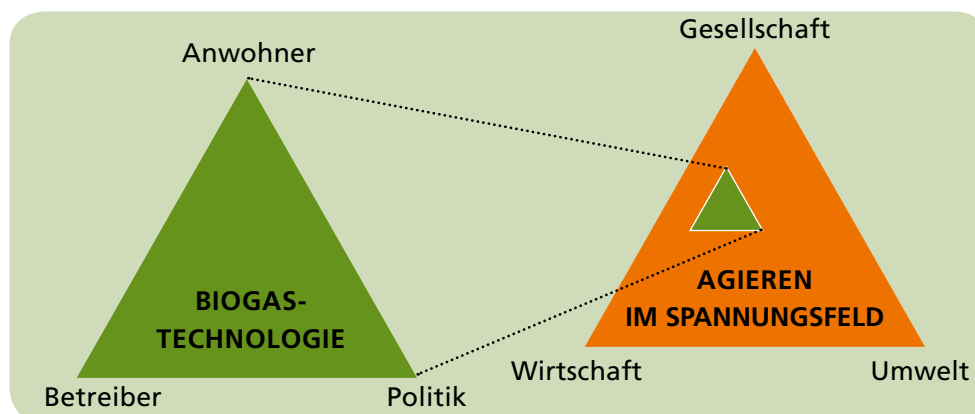 Anwohner
BIOGAS-
TECHNOLOGIE
Betreiber
Politik
Gesellschaft
AGIEREN
IM SPANNUNGSFELD
Wirtschaft
Umwelt